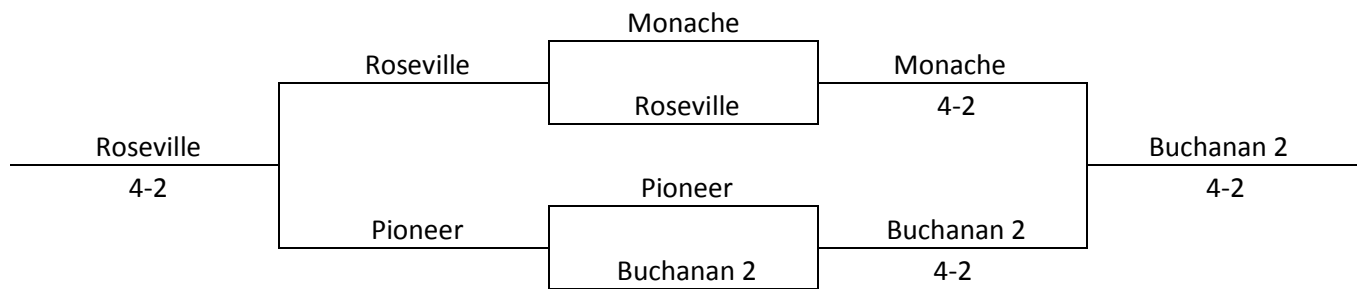 Monache
Roseville Monache
Roseville 4-2
Roseville Buchanan 2
4-2 Pioneer 4-2
Pioneer Buchanan 2
Buchanan 2 4-2